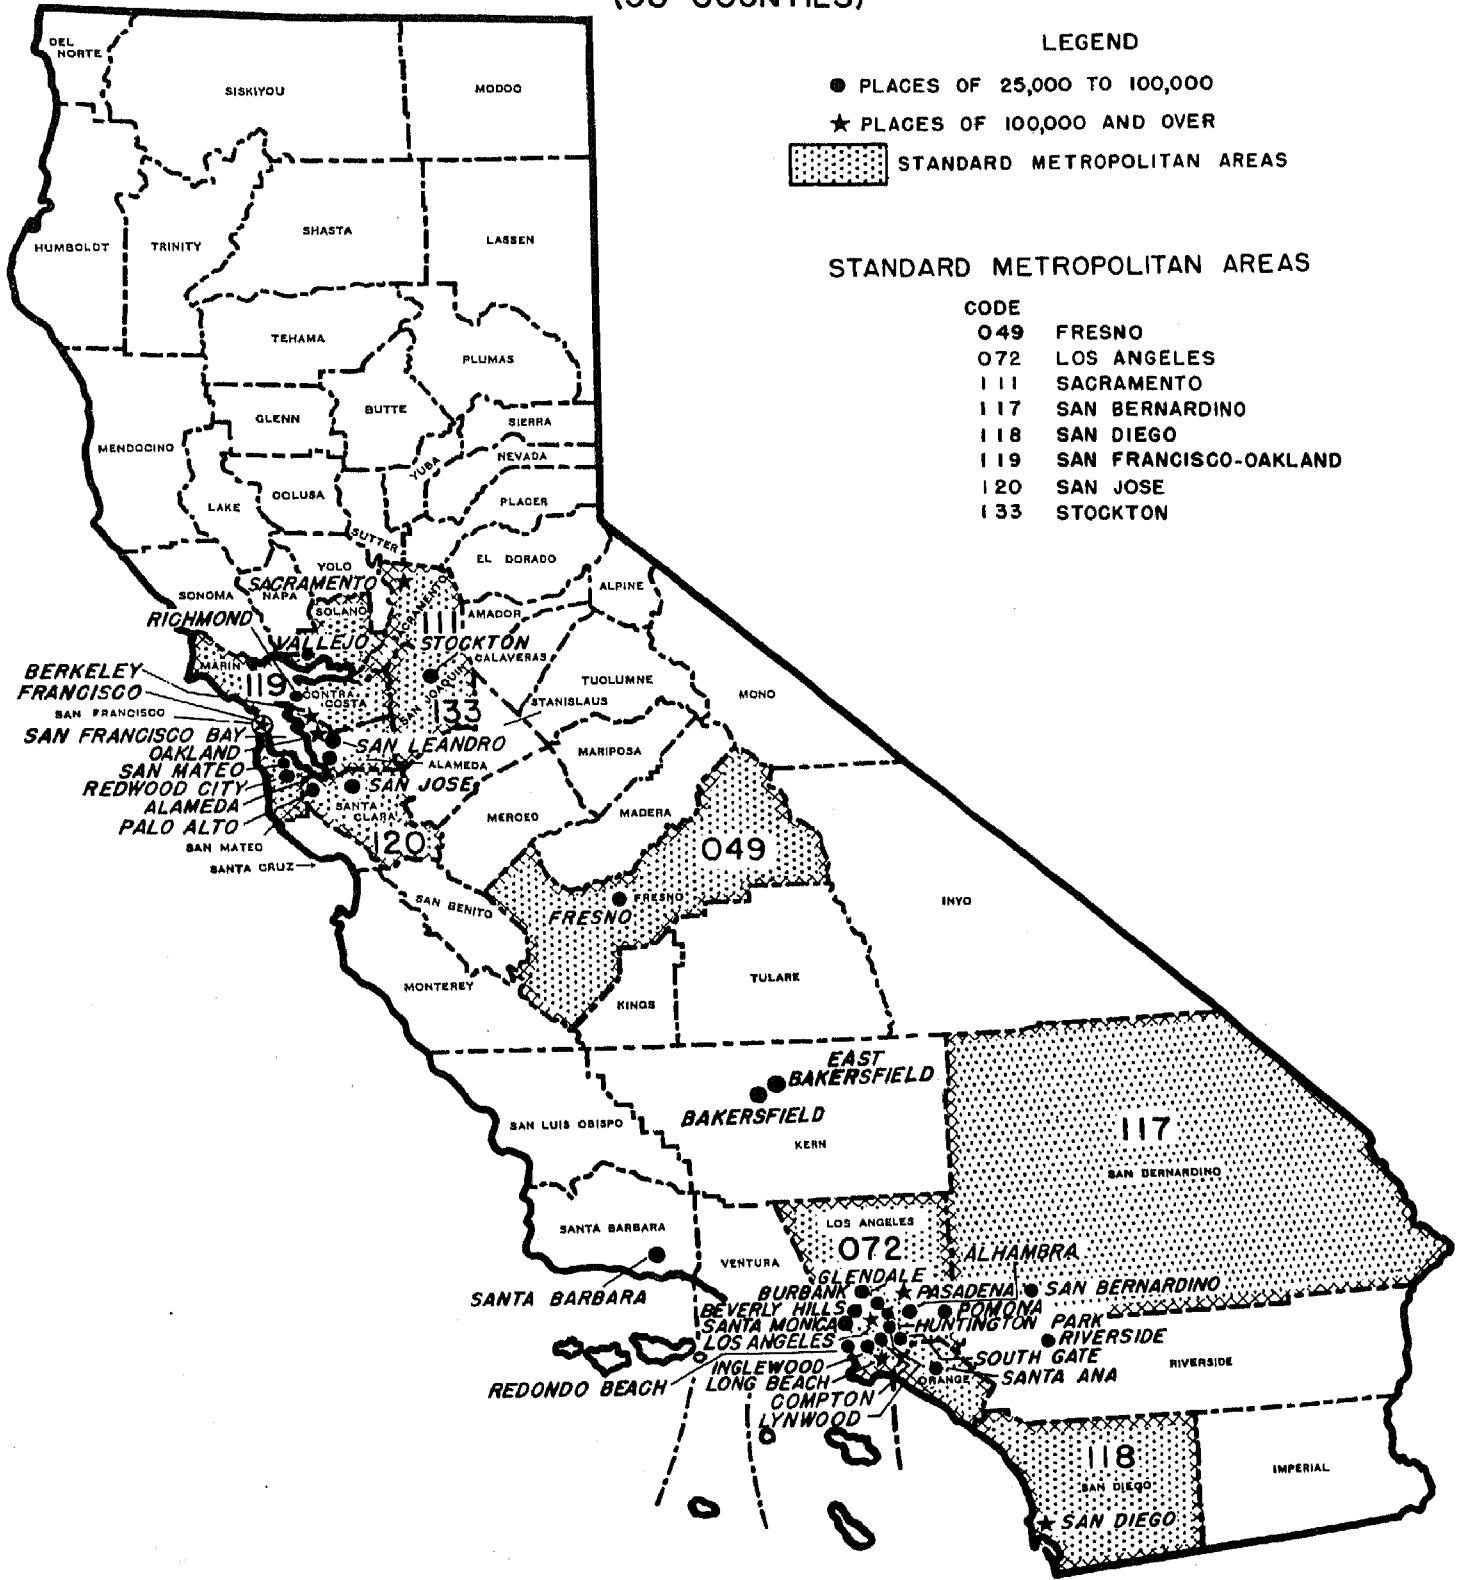 (58 COUNTIES)
LEGEND
● PLACES OF 25,000 TO 100,000
★ PLACES OF 100,000 AND OVER
STANDARD METROPOLITAN AREAS
STANDARD METROPOLITAN AREAS
CODE
049 FRESNO
072 LOS ANGELES
111 SACRAMENTO
117 SAN BERNARDINO
118 SAN DIEGO
119 SAN FRANCISCO-OAKLAND
120 SAN JOSE
133 STOCKTON
DEL NORTE
SISKIYOU
MODOC
HUMBOLDT
TRINITY
SHASTA
LASSEN
TEHAMA
PLUMAS
GLENN
BUTTE
SIERRA
MENDOCINO
YUBA
NEVADA
LAKE
COLUSA
PLACER
SUTTER
EL DORADO
YOLO
SACRAMENTO
ALPINE
SONOMA
NAPA
SOLANO
SACRAMENTO
111
AMADOR
RICHMOND
VALLEJO
STOCKTON
CALAVERAS
MARIN
119
CONTRA COSTA
SAN JOAQUIN
133
TUOLUMNE
MONO
STANISLAUS
BERKELEY
FRANCISCO
SAN FRANCISCO
SAN FRANCISCO BAY
OAKLAND
SAN LEANDRO
ALAMEDA
MARIPOSA
SAN MATEO
REDWOOD CITY
SAN JOSE
ALAMEDA
SANTA CLARA
PALO ALTO
120
MERCED
MADERA
SAN MATEO
SANTA CRUZ
049
SAN BENITO
FRESNO
FRESNO
INYO
MONTEREY
KINGS
TULARE
EAST BAKERSFIELD
BAKERSFIELD
KERN
SAN LUIS OBISPO
117
SAN BERNARDINO
SANTA BARBARA
SANTA BARBARA
VENTURA
LOS ANGELES
072
ALHAMBRA
GLENDALE
BURBANK
PASADENA
SAN BERNARDINO
BEVERLY HILLS
POMONA
SANTA MONICA
HUNTINGTON PARK
LOS ANGELES
RIVERSIDE
INGLEWOOD
SOUTH GATE
RIVERSIDE
REDONDO BEACH
LONG BEACH
ORANGE
SANTA ANA
COMPTON
LYNWOOD
118
SAN DIEGO
IMPERIAL
SAN DIEGO